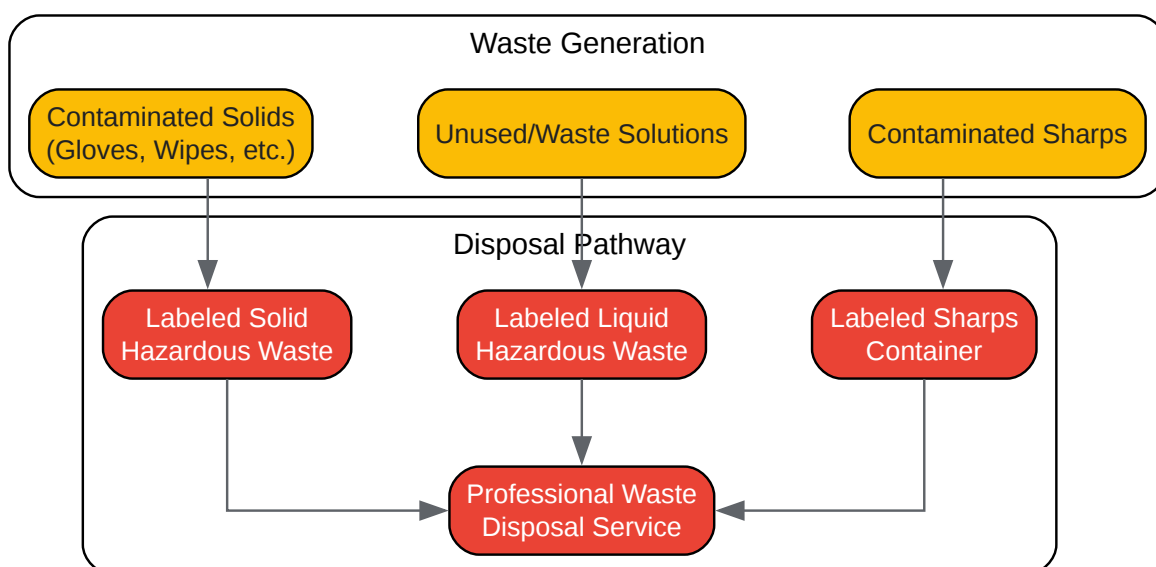 Waste Generation
Contaminated Solids
(Gloves, Wipes, etc.)
Unused/Waste Solutions
Contaminated Sharps
Disposal Pathway
Labeled Solid
Hazardous Waste
Labeled Liquid
Hazardous Waste
Labeled Sharps
Container
Professional Waste
Disposal Service